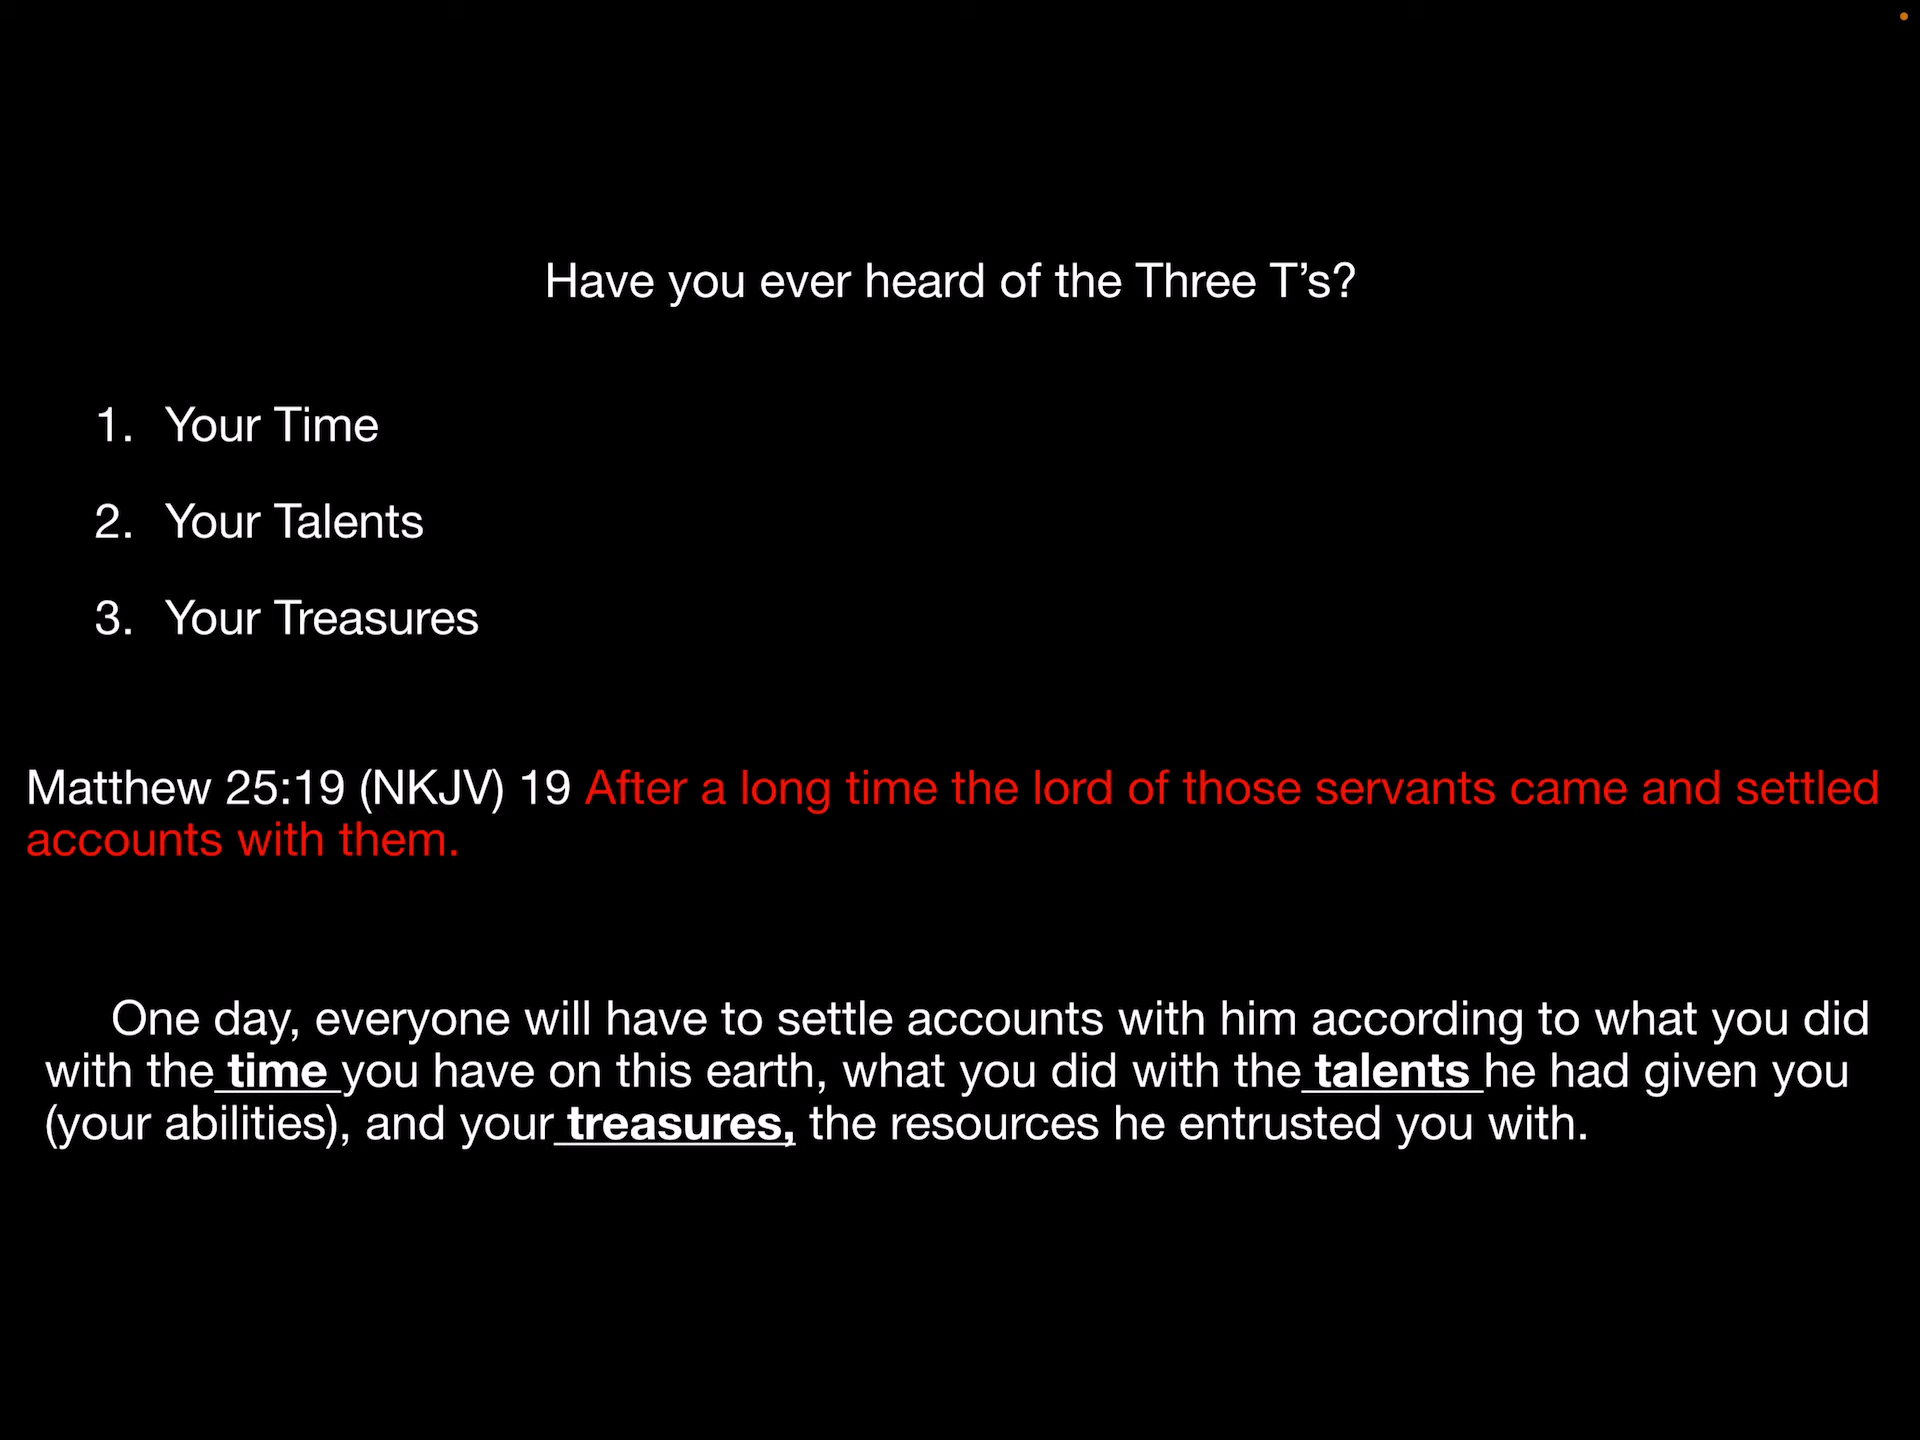 Have you ever heard of the Three T’s?
1. Your Time
2. Your Talents
3. Your Treasures
Matthew 25:19 (NKJV) 19 After a long time the lord of those servants came and settled
accounts with them.
One day, everyone will have to settle accounts with him according to what you did
with the time you have on this earth, what you did with the talents he had given you
(your abilities), and your treasures, the resources he entrusted you with.